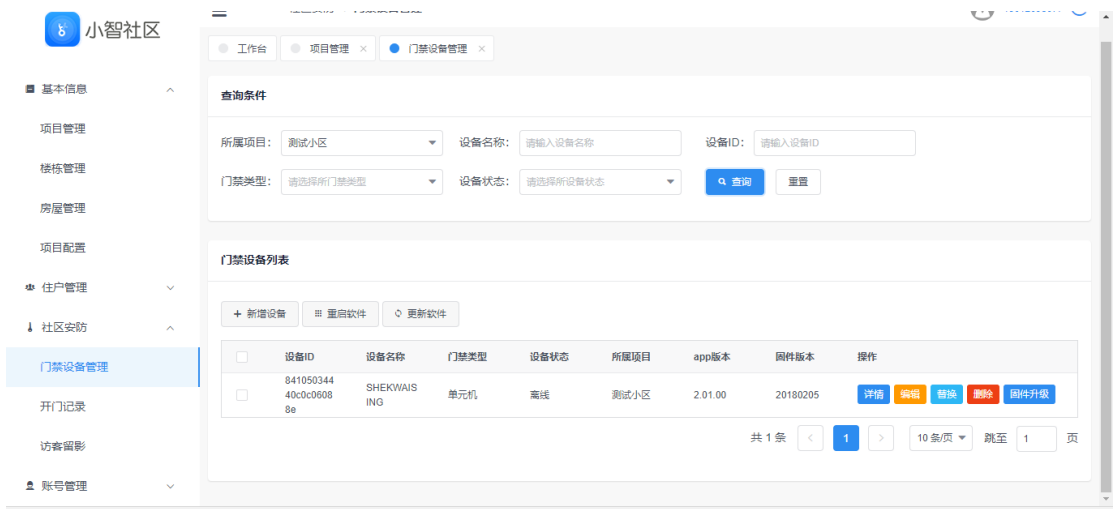 小智社区
工作台 项目管理 × 门禁设备管理 ×
基本信息
项目管理
楼栋管理
房屋管理
项目配置
住户管理
社区安防
门禁设备管理
开门记录
访客留影
账号管理
查询条件
所属项目: 测试小区 设备名称: 请输入设备名称 设备ID: 请输入设备ID
门禁类型: 请选择所门禁类型 设备状态: 请选择所设备状态 查询 重置
门禁设备列表
+ 新增设备 重启软件 更新软件
设备ID 设备名称 门禁类型 设备状态 所属项目 app版本 固件版本 操作
841050344
40c0c0608
8e
SHEKWAIS
ING
单元机 离线 测试小区 2.01.00 20180205 详情 编辑 替换 删除 固件升级
共 1 条 < 1 > 10 条/页 跳至 1 页